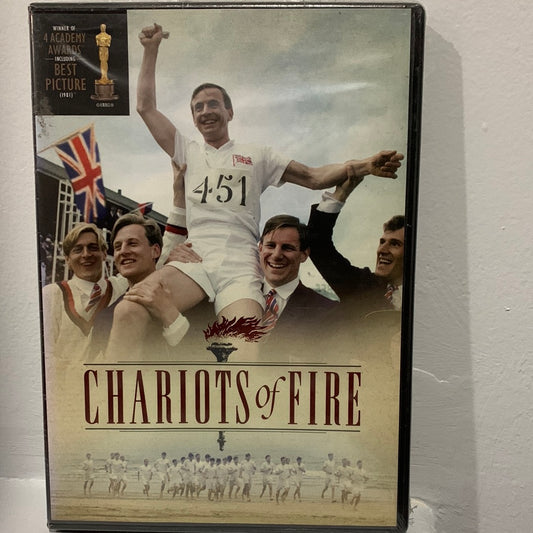 WINNER OF
4 ACADEMY
AWARDS
INCLUDING
BEST
PICTURE
(1981)
451
CHARIOTS of FIRE